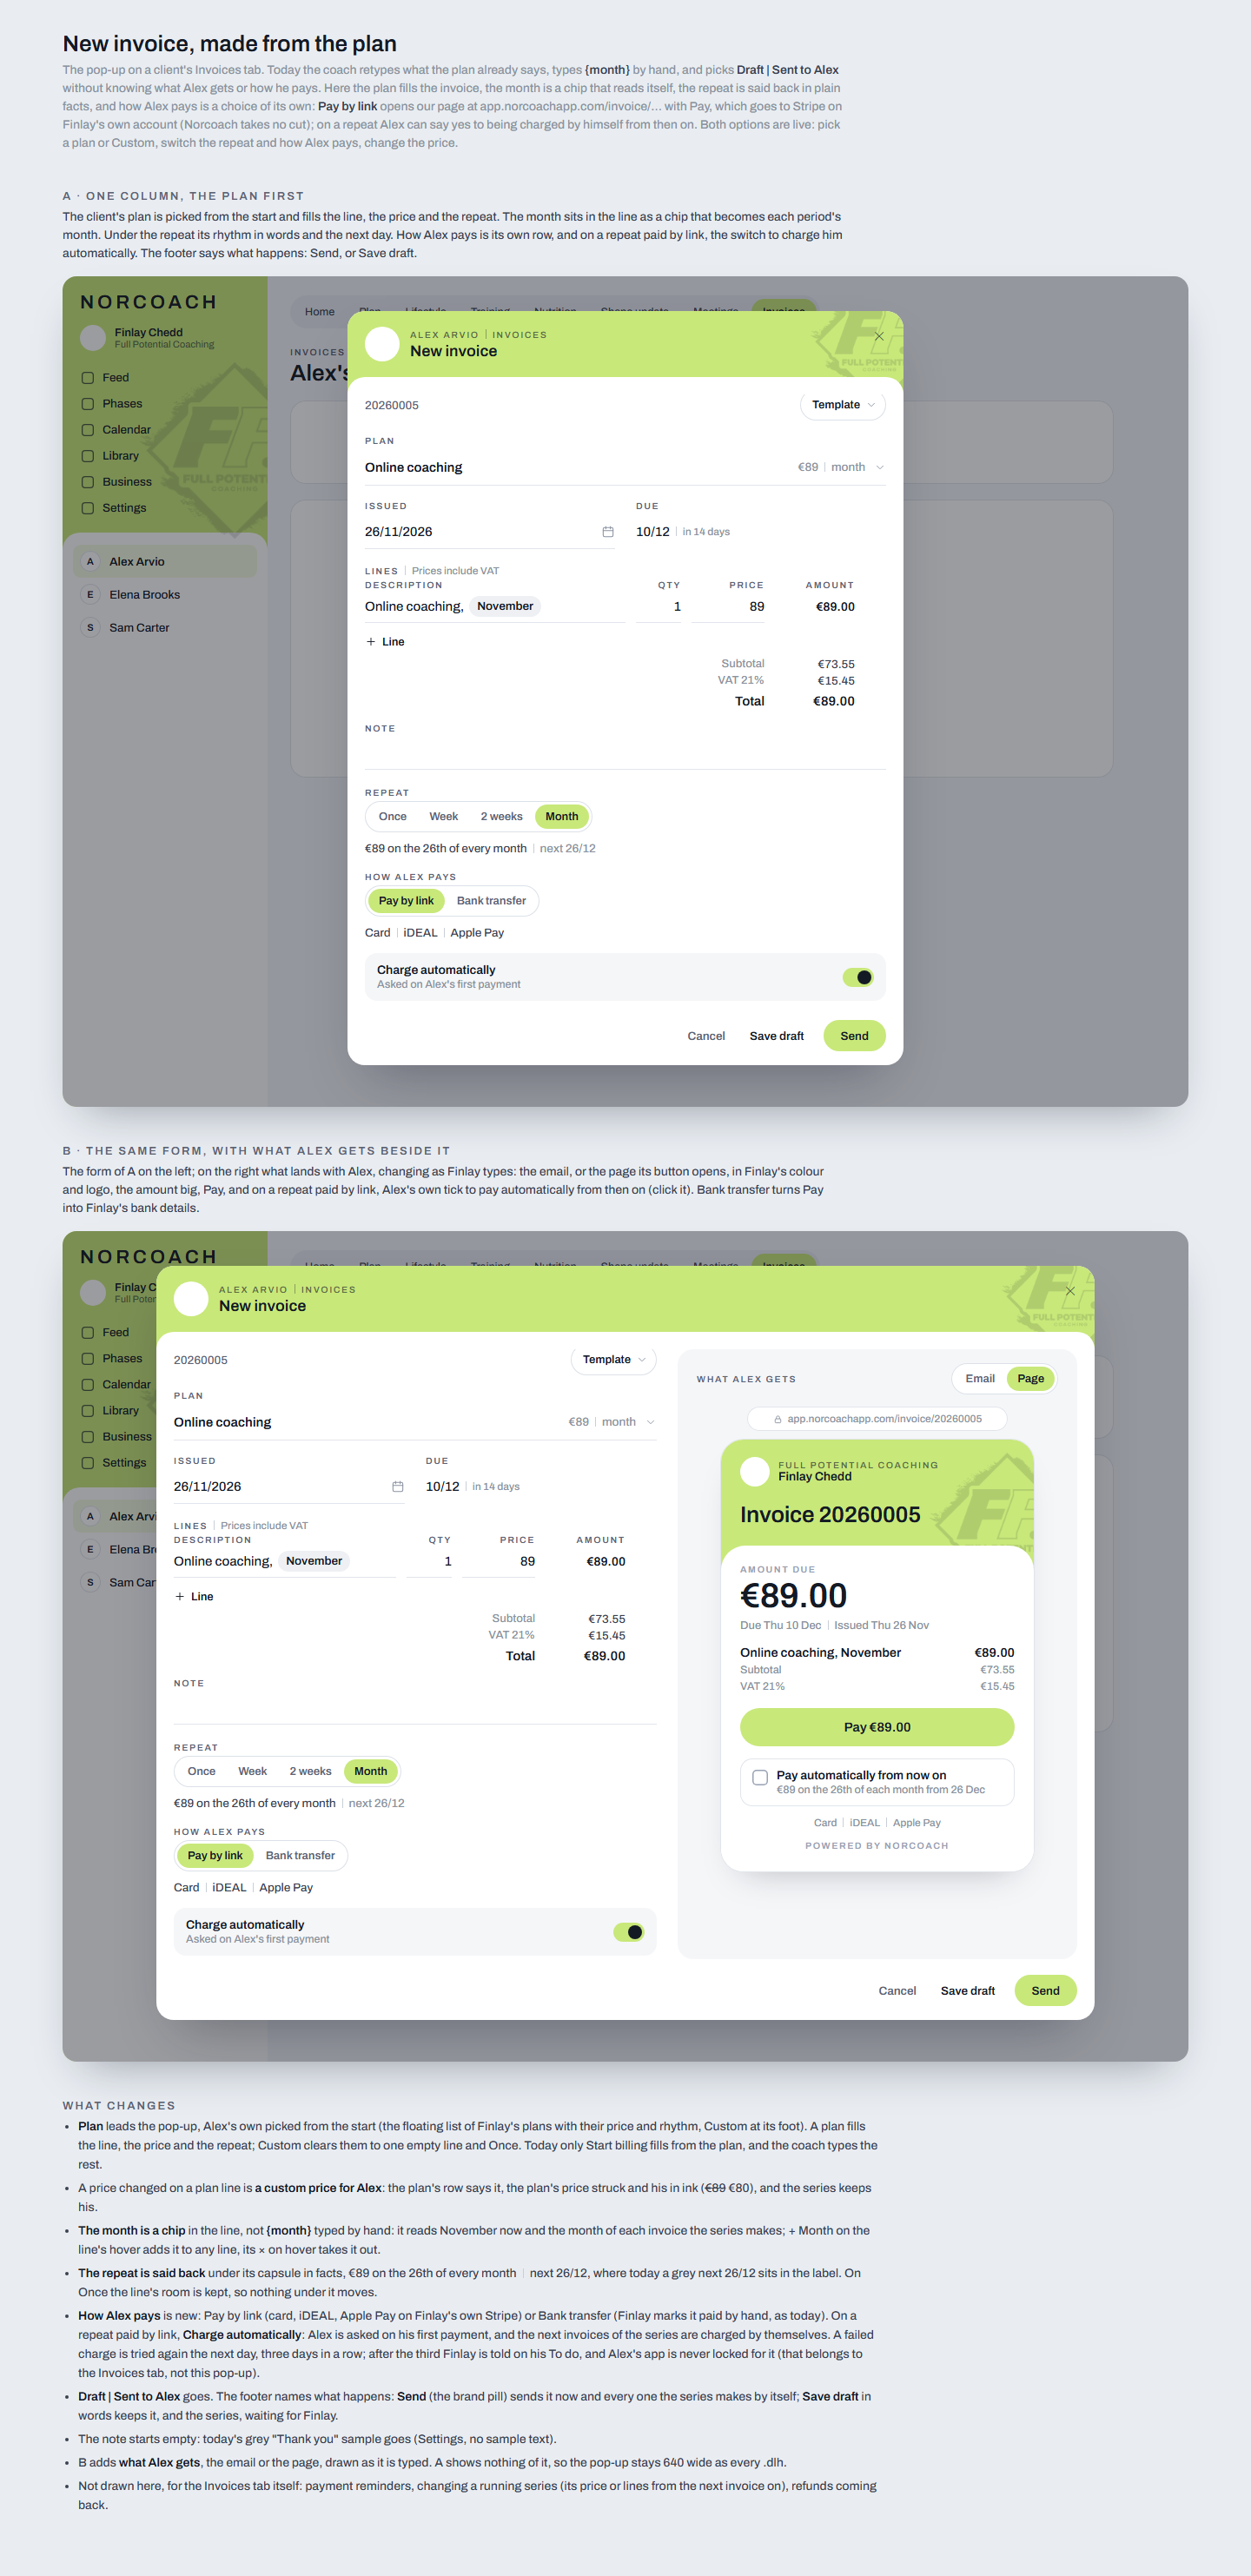 New invoice, made from the plan
The pop-up on a client's Invoices tab. Today the coach retypes what the plan already says, types {month} by hand, and picks Draft | Sent to Alex
without knowing what Alex gets or how he pays. Here the plan fills the invoice, the month is a chip that reads itself, the repeat is said back in plain
facts, and how Alex pays is a choice of its own: Pay by link opens our page at app.norcoachapp.com/invoice/... with Pay, which goes to Stripe on
Finlay's own account (Norcoach takes no cut); on a repeat Alex can say yes to being charged by himself from then on. Both options are live: pick
a plan or Custom, switch the repeat and how Alex pays, change the price.
A · ONE COLUMN, THE PLAN FIRST
The client's plan is picked from the start and fills the line, the price and the repeat. The month sits in the line as a chip that becomes each period's
month. Under the repeat its rhythm in words and the next day. How Alex pays is its own row, and on a repeat paid by link, the switch to charge him
automatically. The footer says what happens: Send, or Save draft.
NORCOACH
Finlay Chedd
Full Potential Coaching
Feed
Phases
Calendar
Library
Business
Settings
FULL POTENT
COACHING
A Alex Arvio
E Elena Brooks
S Sam Carter
Home
INVOICES
Alex's
ALEX ARVIO | INVOICES
New invoice
FULL POTENT
COACHING
20260005
Template
PLAN
Online coaching €89 | month
ISSUED DUE
26/11/2026 10/12 | in 14 days
LINES | Prices include VAT
DESCRIPTION QTY PRICE AMOUNT
Online coaching, November 1 89 €89.00
+ Line
Subtotal €73.55
VAT 21% €15.45
Total €89.00
NOTE
REPEAT
Once Week 2 weeks Month
€89 on the 26th of every month | next 26/12
HOW ALEX PAYS
Pay by link Bank transfer
Card | iDEAL | Apple Pay
Charge automatically
Asked on Alex's first payment
Cancel Save draft Send
B · THE SAME FORM, WITH WHAT ALEX GETS BESIDE IT
The form of A on the left; on the right what lands with Alex, changing as Finlay types: the email, or the page its button opens, in Finlay's colour
and logo, the amount big, Pay, and on a repeat paid by link, Alex's own tick to pay automatically from then on (click it). Bank transfer turns Pay
into Finlay's bank details.
NORCOACH
Finlay C
Full Poten
Feed
Phases
Calendar
Library
Business
Settings
A Alex Arvi
E Elena Br
S Sam Car
ALEX ARVIO | INVOICES
New invoice
FULL POTENT
COACHING
20260005
Template
PLAN
Online coaching €89 | month
ISSUED DUE
26/11/2026 10/12 | in 14 days
LINES | Prices include VAT
DESCRIPTION QTY PRICE AMOUNT
Online coaching, November 1 89 €89.00
+ Line
Subtotal €73.55
VAT 21% €15.45
Total €89.00
NOTE
REPEAT
Once Week 2 weeks Month
€89 on the 26th of every month | next 26/12
HOW ALEX PAYS
Pay by link Bank transfer
Card | iDEAL | Apple Pay
Charge automatically
Asked on Alex's first payment
WHAT ALEX GETS
Email Page
app.norcoachapp.com/invoice/20260005
FULL POTENTIAL COACHING
Finlay Chedd
Invoice 20260005
AMOUNT DUE
€89.00
Due Thu 10 Dec | Issued Thu 26 Nov
Online coaching, November €89.00
Subtotal €73.55
VAT 21% €15.45
Pay €89.00
Pay automatically from now on
€89 on the 26th of each month from 26 Dec
Card | iDEAL | Apple Pay
POWERED BY NORCOACH
Cancel Save draft Send
WHAT CHANGES
• Plan leads the pop-up, Alex's own picked from the start (the floating list of Finlay's plans with their price and rhythm, Custom at its foot). A plan fills
the line, the price and the repeat; Custom clears them to one empty line and Once. Today only Start billing fills from the plan, and the coach types the
rest.
• A price changed on a plan line is a custom price for Alex: the plan's row says it, the plan's price struck and his in ink (€89 €80), and the series keeps
his.
• The month is a chip in the line, not {month} typed by hand: it reads November now and the month of each invoice the series makes; + Month on the
line's hover adds it to any line, its × on hover takes it out.
• The repeat is said back under its capsule in facts, €89 on the 26th of every month | next 26/12, where today a grey next 26/12 sits in the label. On
Once the line's room is kept, so nothing under it moves.
• How Alex pays is new: Pay by link (card, iDEAL, Apple Pay on Finlay's own Stripe) or Bank transfer (Finlay marks it paid by hand, as today). On a
repeat paid by link, Charge automatically: Alex is asked on his first payment, and the next invoices of the series are charged by themselves. A failed
charge is tried again the next day, three days in a row; after the third Finlay is told on his To do, and Alex's app is never locked for it (that belongs to
the Invoices tab, not this pop-up).
• Draft | Sent to Alex goes. The footer names what happens: Send (the brand pill) sends it now and every one the series makes by itself; Save draft in
words keeps it, and the series, waiting for Finlay.
• The note starts empty: today's grey "Thank you" sample goes (Settings, no sample text).
• B adds what Alex gets, the email or the page, drawn as it is typed. A shows nothing of it, so the pop-up stays 640 wide as every .dlh.
• Not drawn here, for the Invoices tab itself: payment reminders, changing a running series (its price or lines from the next invoice on), refunds coming
back.